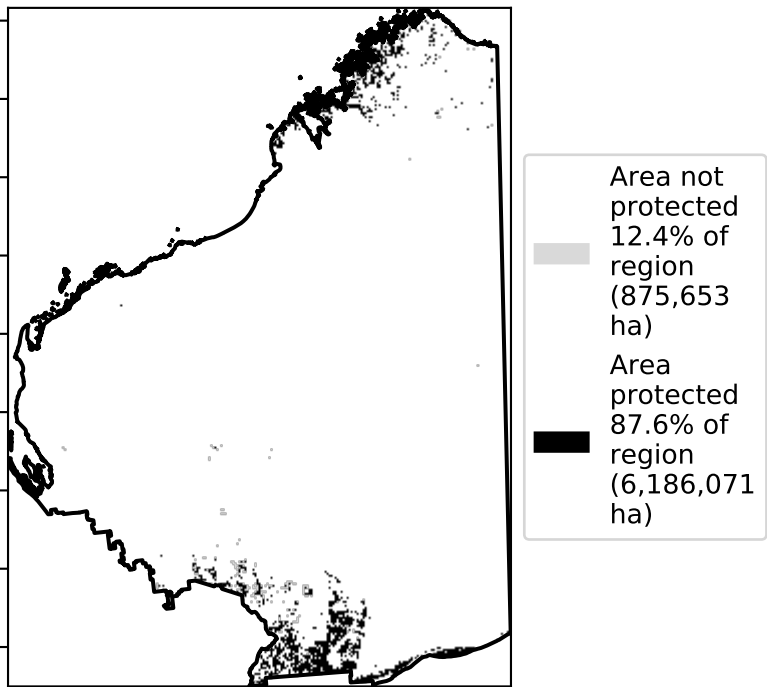 Area not
protected
12.4% of
region
(875,653
ha)
Area
protected
87.6% of
region
(6,186,071
ha)